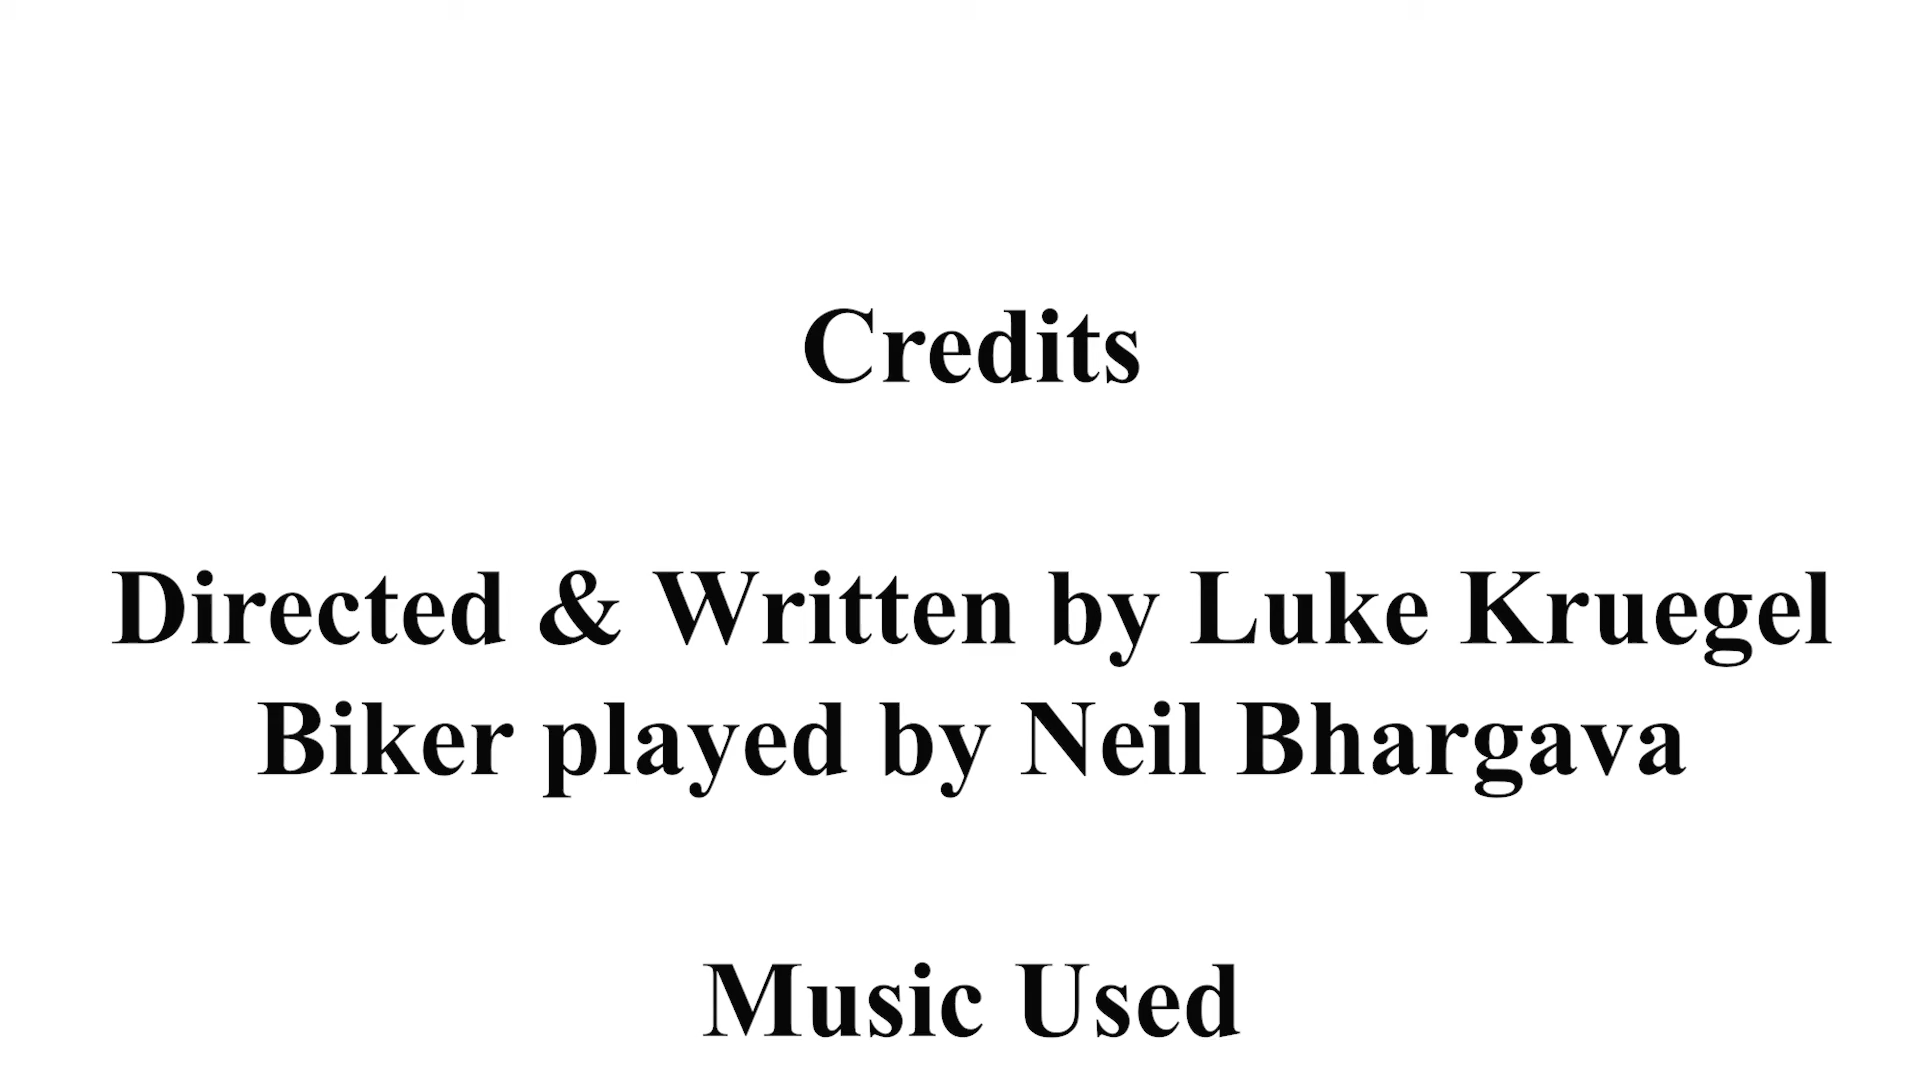 Credits
Directed & Written by Luke Kruegel
Biker played by Neil Bhargava
Music Used